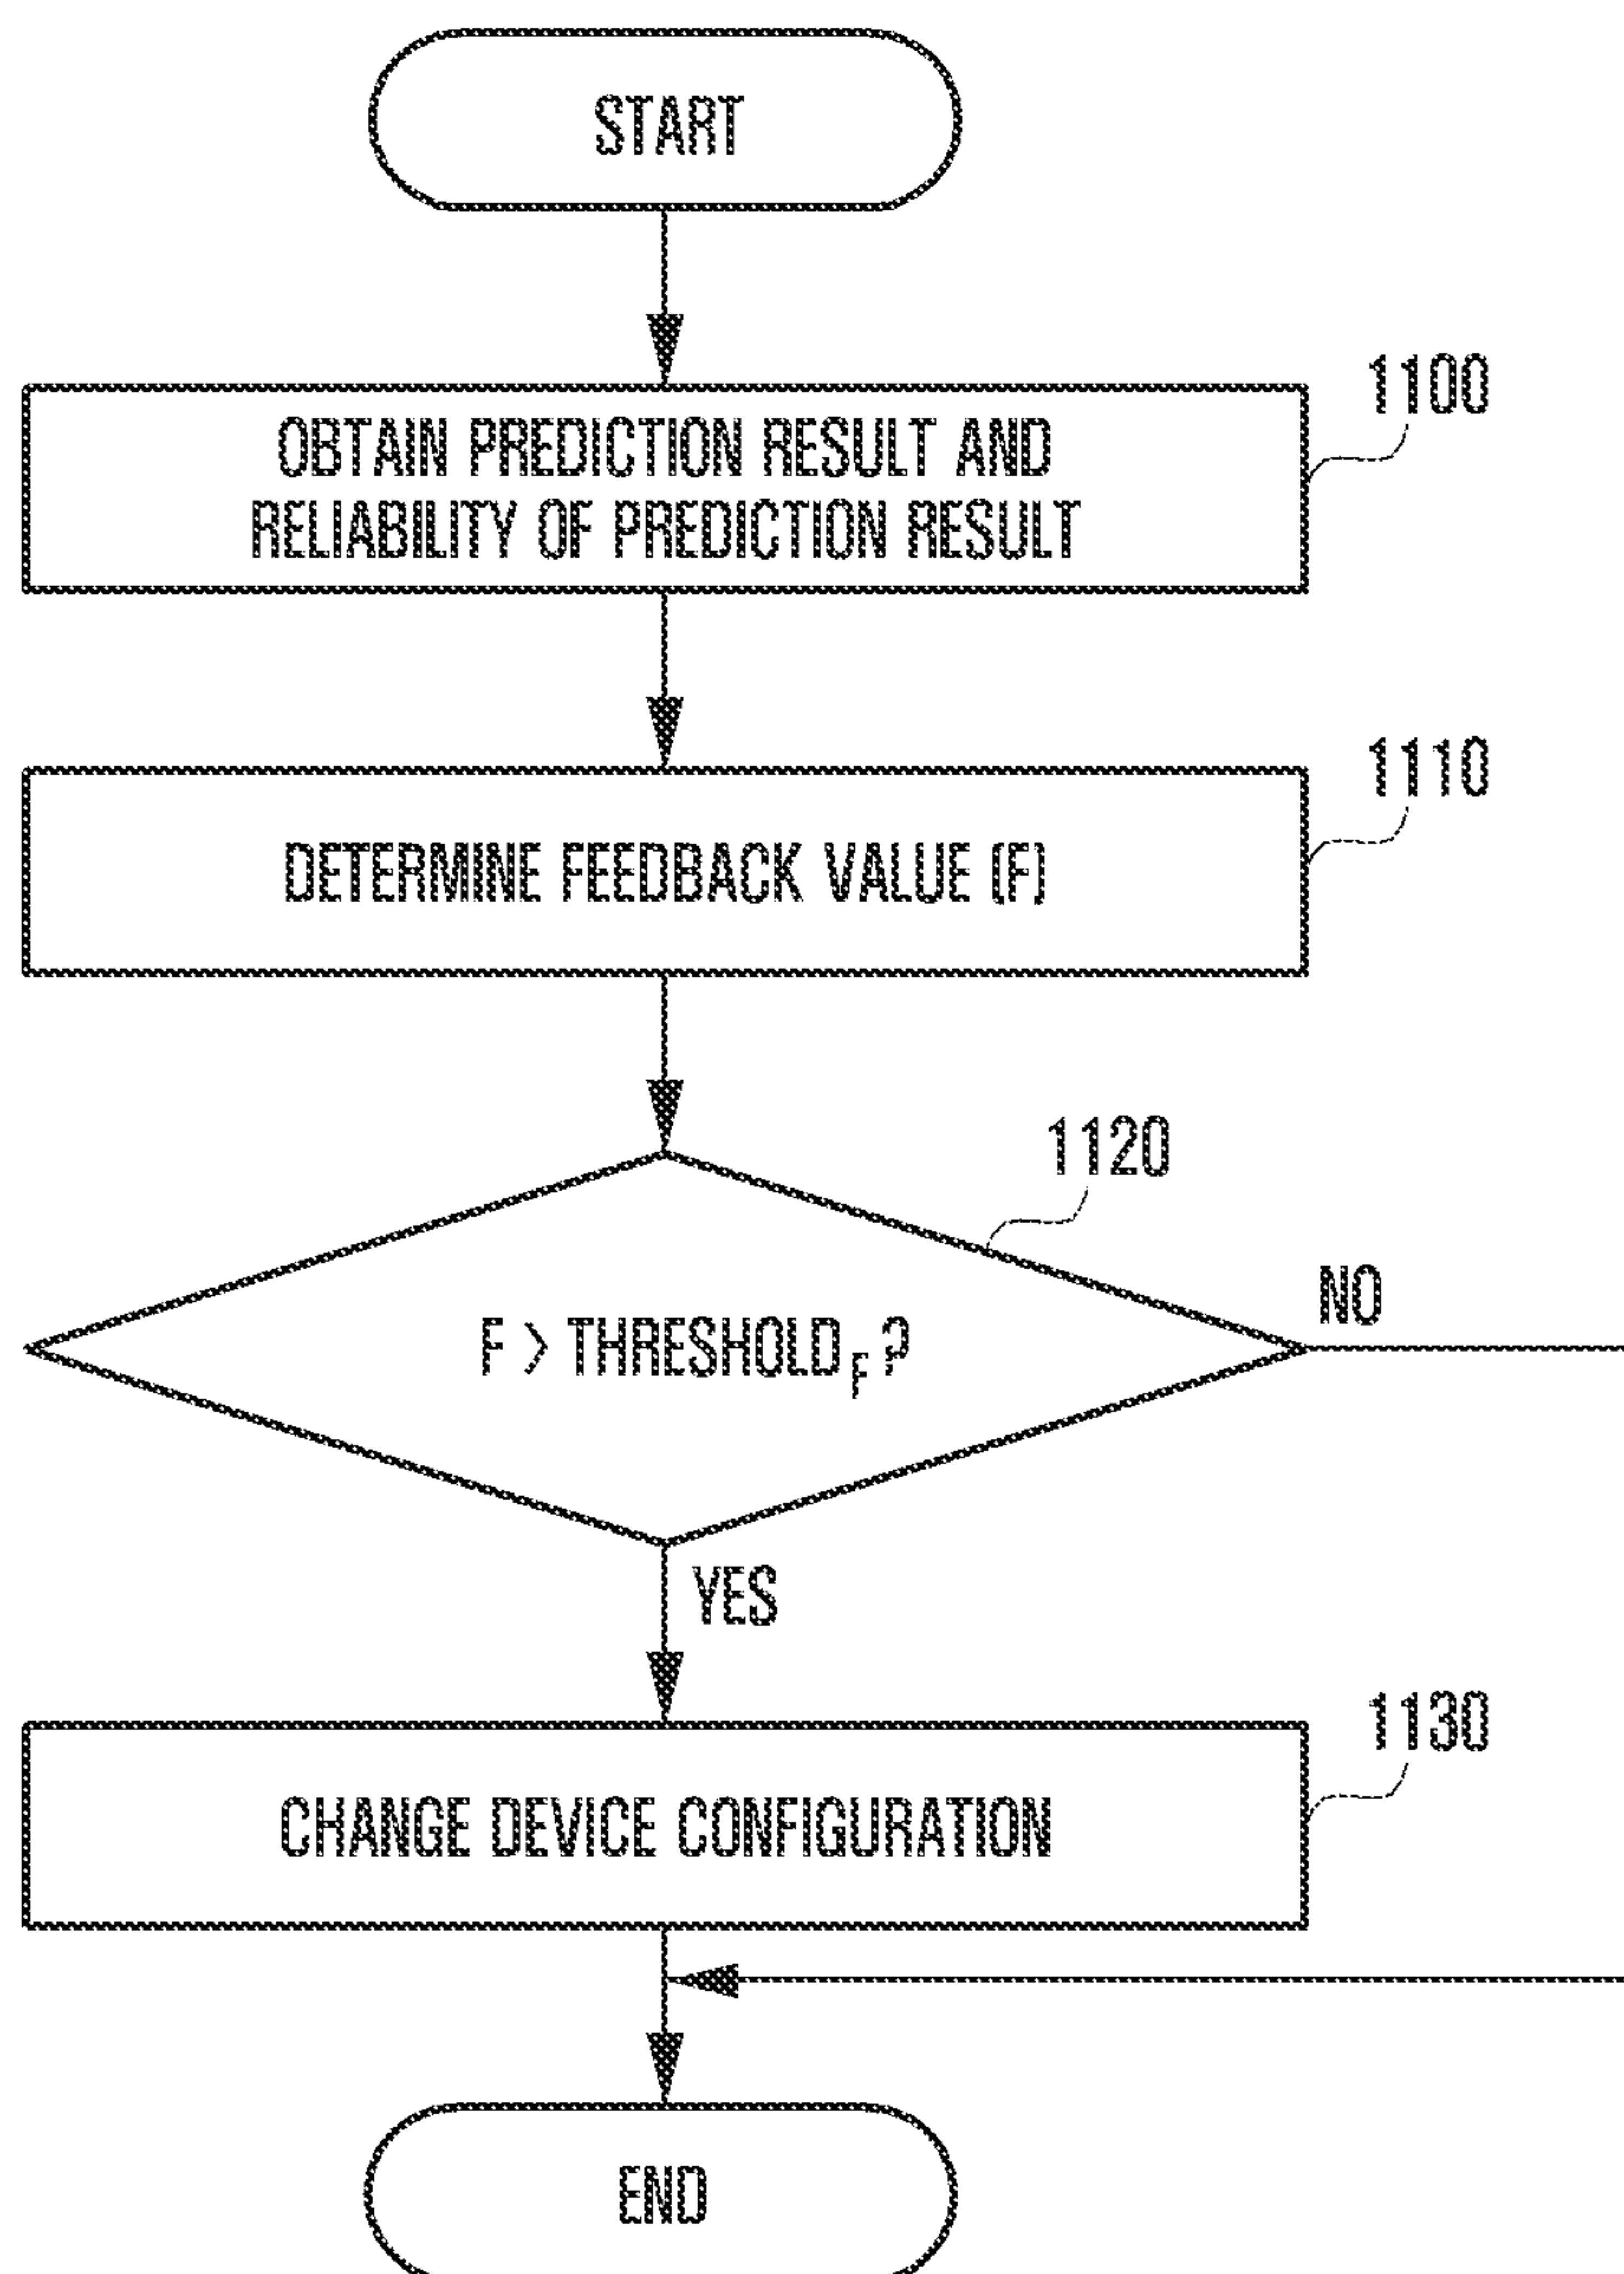 START
1100
OBTAIN PREDICTION RESULT AND
RELIABILITY OF PREDICTION RESULT
1110
DETERMINE FEEDBACK VALUE (F)
1120
F > THRESHOLD_F ?
NO
YES
1130
CHANGE DEVICE CONFIGURATION
END